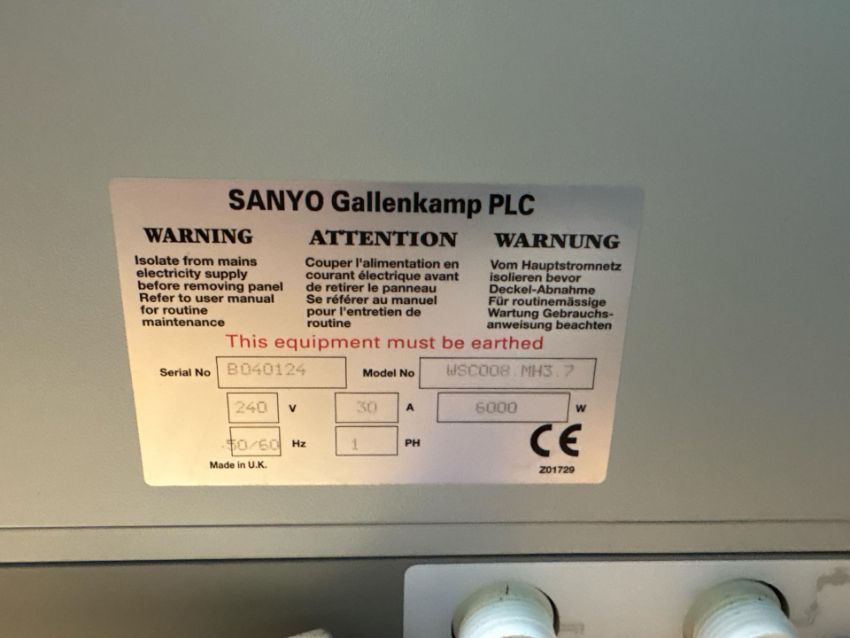 SANYO Gallenkamp PLC
WARNING
Isolate from mains
electricity supply
before removing panel
Refer to user manual
for routine
maintenance
ATTENTION
Couper l'alimentation en
courant électrique avant
de retirer le panneau
Se référer au manuel
pour l'entretien de
routine
WARNUNG
Vom Hauptstromnetz
isolieren bevor
Deckel-Abnahme
Für routinemässige
Wartung Gebrauchs-
anweisung beachten
This equipment must be earthed
Serial No B040124 Model No WSC008.MH3.7
240 V 30 A 6000 W
50/60 Hz 1 PH CE
Made in U.K. Z01729